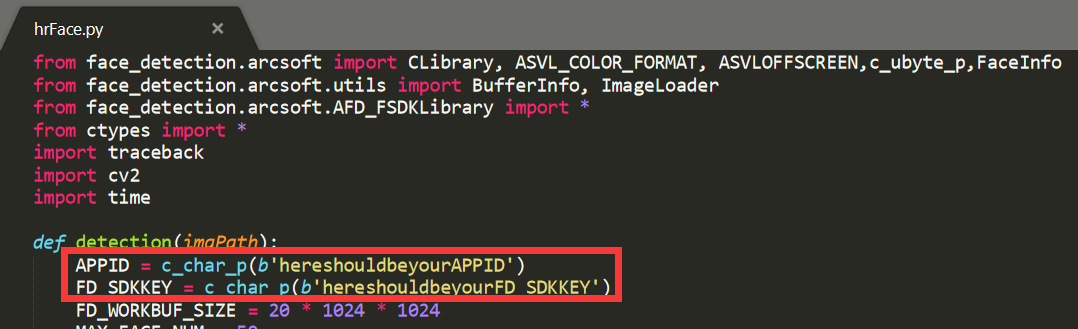 hrFace.py ×
from face_detection.arcsoft import CLibrary, ASVL_COLOR_FORMAT, ASVLOFFSCREEN,c_ubyte_p,FaceInfo
from face_detection.arcsoft.utils import BufferInfo, ImageLoader
from face_detection.arcsoft.AFD_FSDKLibrary import *
from ctypes import *
import traceback
import cv2
import time
def detection(imgPath):
APPID = c_char_p(b'hereshouldbeyourAPPID')
FD_SDKKEY = c_char_p(b'hereshouldbeyourFD_SDKKEY')
FD_WORKBUF_SIZE = 20 * 1024 * 1024
MAX_FACE_NUM = 50